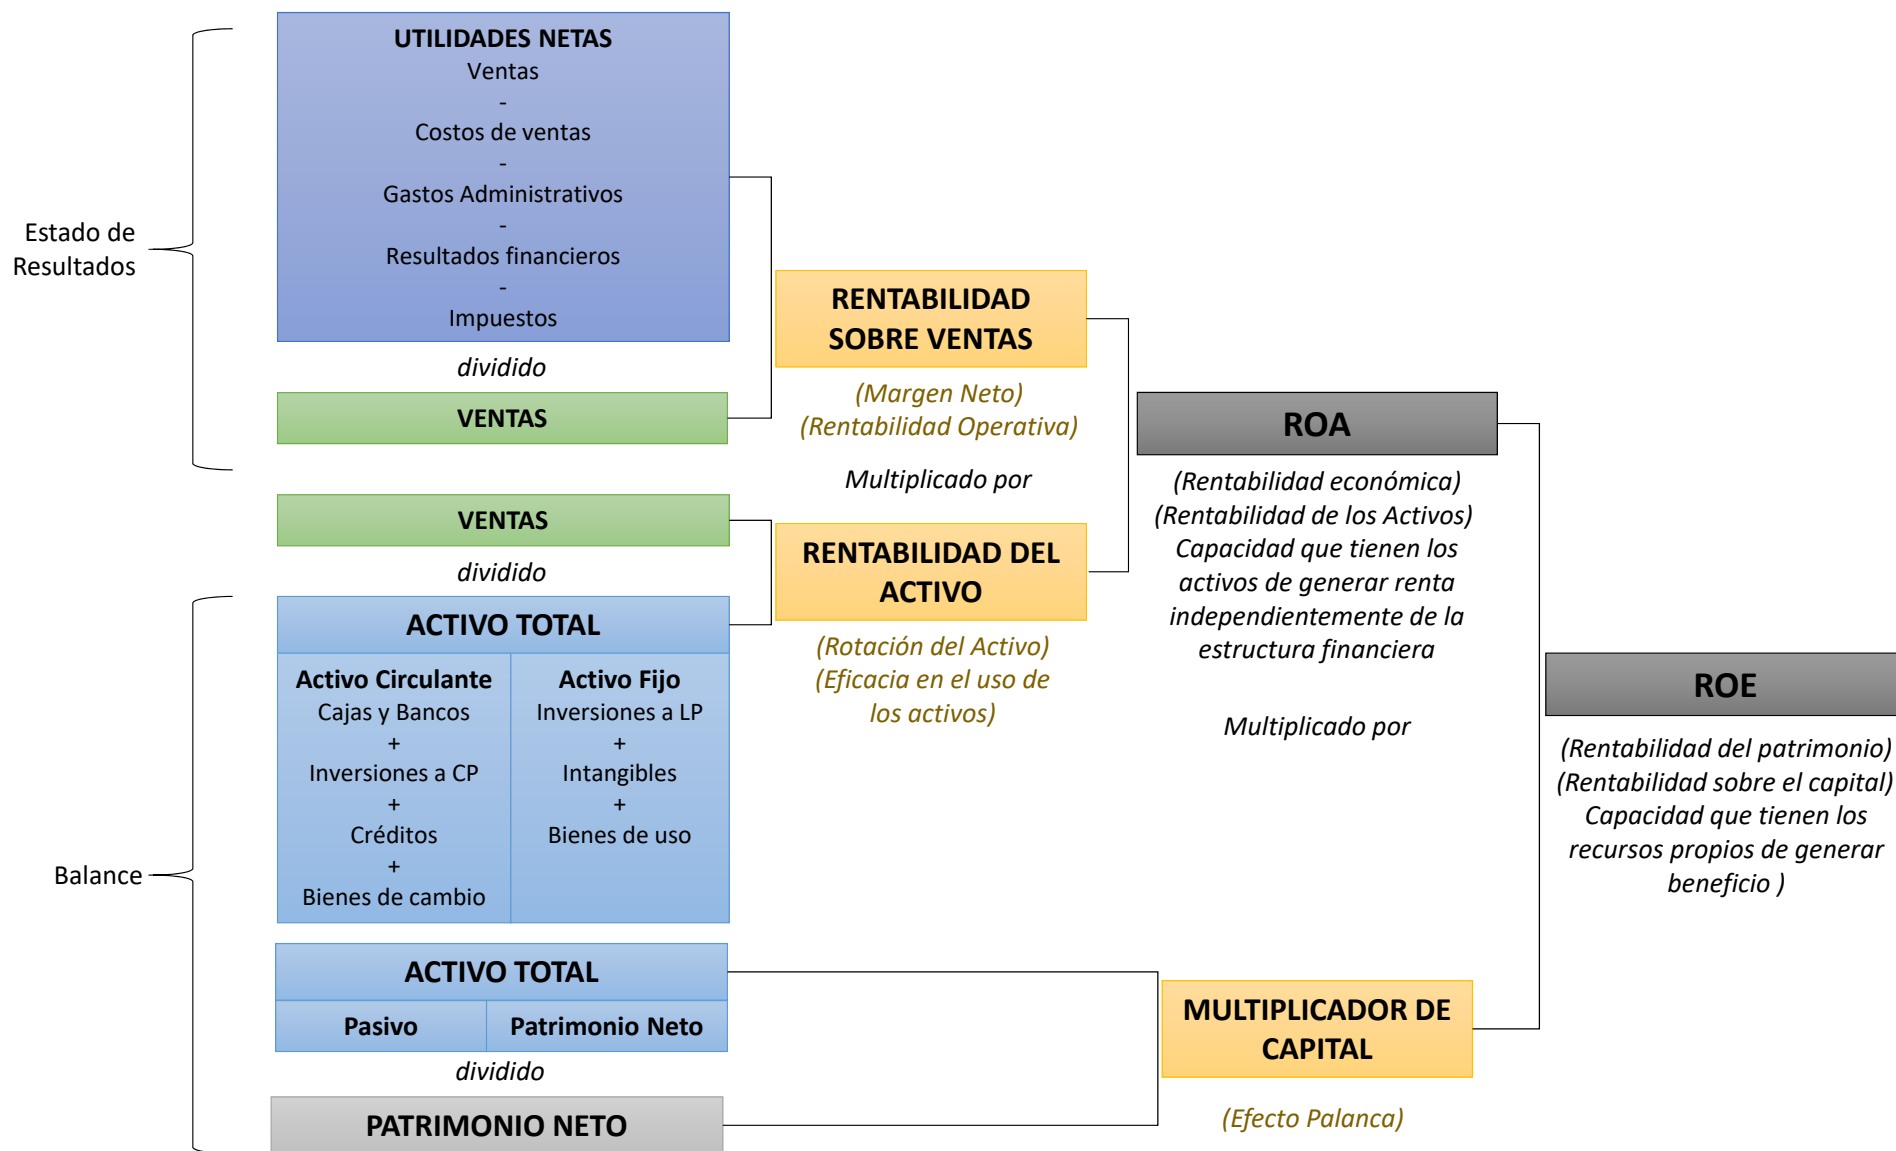 Estado de
Resultados
UTILIDADES NETAS
Ventas
-
Costos de ventas
-
Gastos Administrativos
-
Resultados financieros
-
Impuestos
dividido
VENTAS
VENTAS
dividido
Balance
ACTIVO TOTAL
Activo Circulante
Cajas y Bancos
+
Inversiones a CP
+
Créditos
+
Bienes de cambio
Activo Fijo
Inversiones a LP
+
Intangibles
+
Bienes de uso
ACTIVO TOTAL
Pasivo
Patrimonio Neto
dividido
PATRIMONIO NETO
RENTABILIDAD
SOBRE VENTAS
(Margen Neto)
(Rentabilidad Operativa)
Multiplicado por
RENTABILIDAD DEL
ACTIVO
(Rotación del Activo)
(Eficacia en el uso de
los activos)
ROA
(Rentabilidad económica)
(Rentabilidad de los Activos)
Capacidad que tienen los
activos de generar renta
independientemente de la
estructura financiera
Multiplicado por
MULTIPLICADOR DE
CAPITAL
(Efecto Palanca)
ROE
(Rentabilidad del patrimonio)
(Rentabilidad sobre el capital)
Capacidad que tienen los
recursos propios de generar
beneficio )